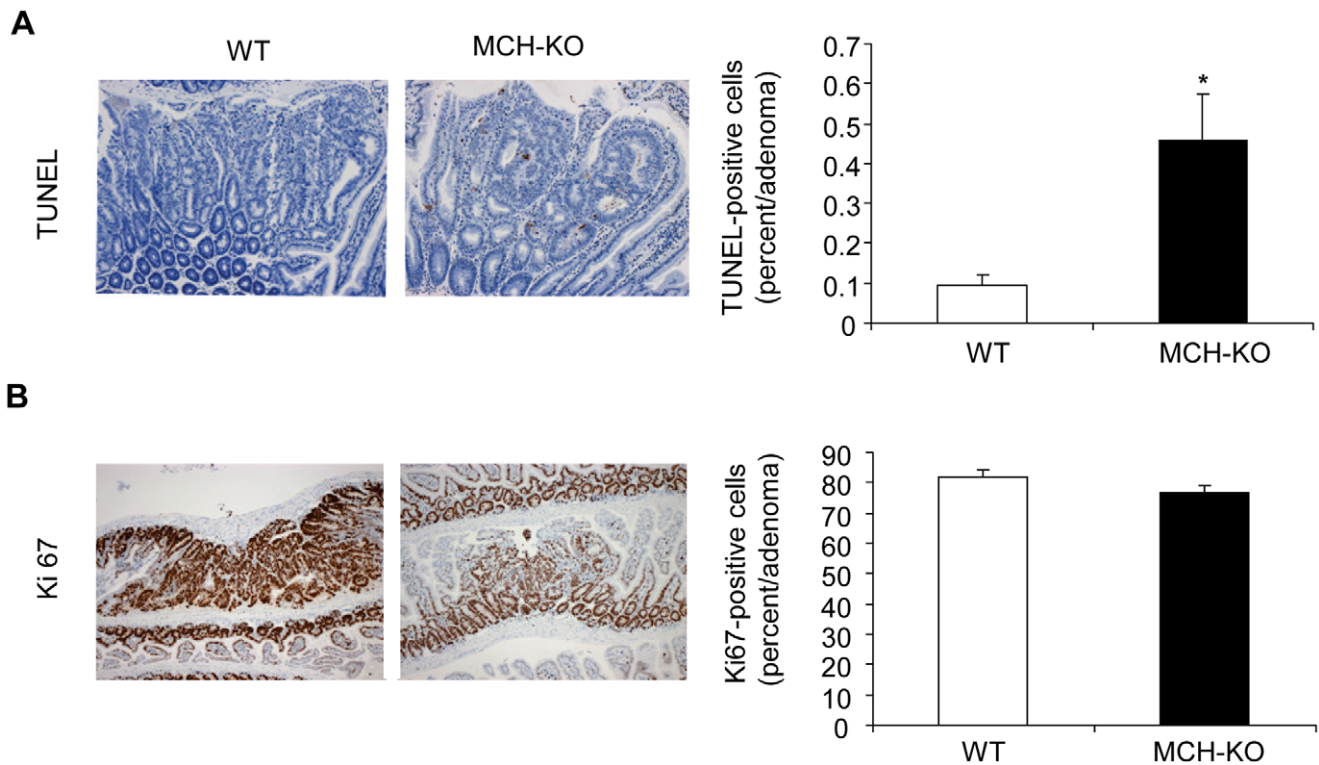 A
WT
MCH-KO
TUNEL
TUNEL-positive cells
(percent/adenoma)
0.7
0.6
0.5
0.4
0.3
0.2
0.1
0
*
WT
MCH-KO
B
Ki 67
Ki67-positive cells
(percent/adenoma)
90
80
70
60
50
40
30
20
10
0
WT
MCH-KO